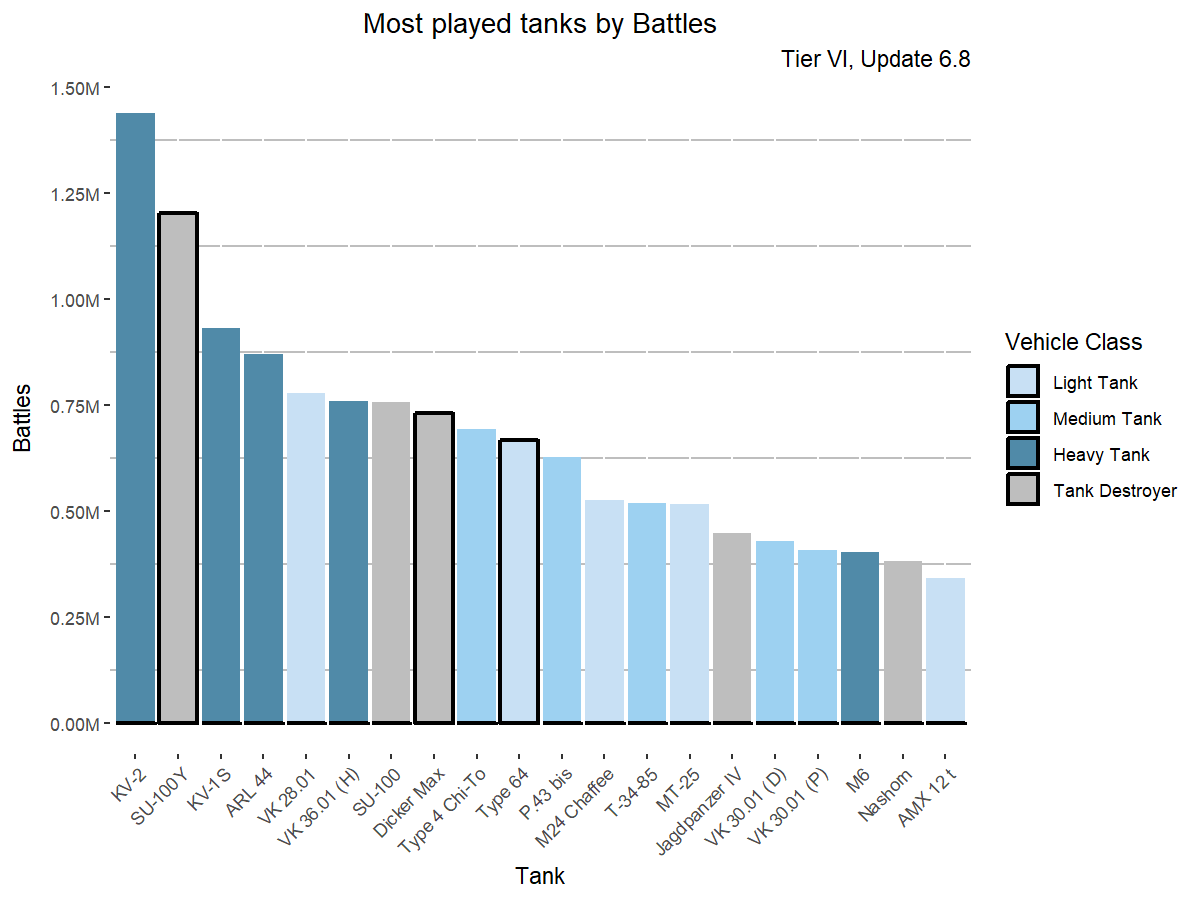 Most played tanks by Battles
Tier VI, Update 6.8
1.50M
1.25M
1.00M
0.75M
0.50M
0.25M
0.00M
Battles
KV-2
SU-100Y
KV-1S
ARL 44
VK 28.01
VK 36.01 (H)
SU-100
Dicker Max
Type 4 Chi-To
Type 64
P.43 bis
M24 Chaffee
T-34-85
MT-25
Jagdpanzer IV
VK 30.01 (D)
VK 30.01 (P)
M6
Nashorn
AMX 12 t
Tank
Vehicle Class
Light Tank
Medium Tank
Heavy Tank
Tank Destroyer